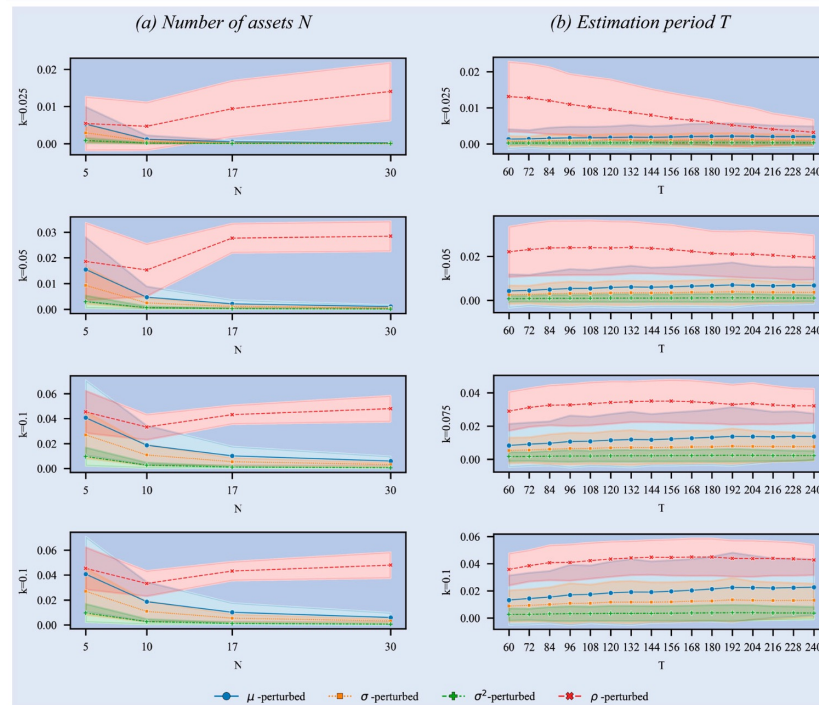 (a) Number of assets N
(b) Estimation period T
k=0.025
0.02
0.01
0.00
5 10 17 30
N
k=0.025
0.02
0.01
0.00
60 72 84 96 108 120 132 144 156 168 180 192 204 216 228 240
T
k=0.05
0.03
0.02
0.01
0.00
5 10 17 30
N
k=0.05
0.02
0.00
60 72 84 96 108 120 132 144 156 168 180 192 204 216 228 240
T
k=0.1
0.06
0.04
0.02
0.00
5 10 17 30
N
k=0.075
0.04
0.02
0.00
60 72 84 96 108 120 132 144 156 168 180 192 204 216 228 240
T
k=0.1
0.06
0.04
0.02
0.00
5 10 17 30
N
k=0.1
0.06
0.04
0.02
0.00
60 72 84 96 108 120 132 144 156 168 180 192 204 216 228 240
T
μ -perturbed σ -perturbed σ²-perturbed ρ -perturbed